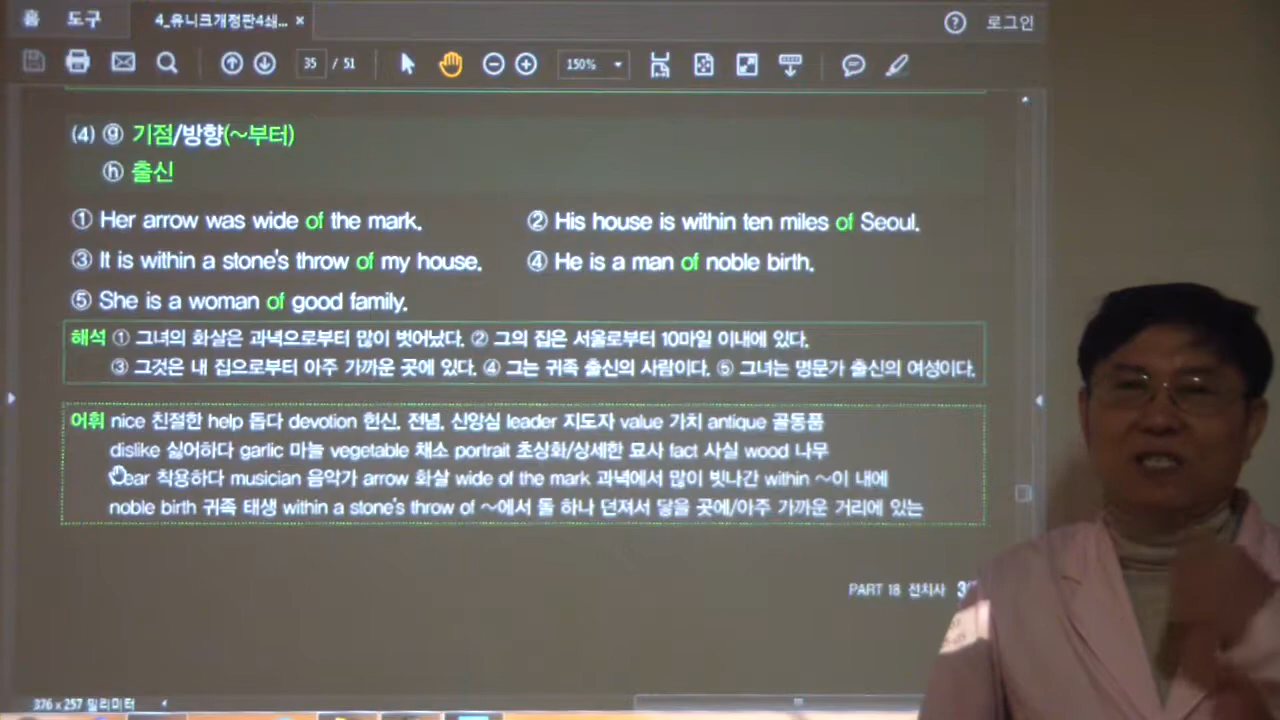 홈 도구 4_유니크개정판4쇄... × ? 로그인
35 / 51 150%
(4) ⓖ 기점/방향(～부터)
ⓗ 출신
① Her arrow was wide of the mark. ② His house is within ten miles of Seoul.
③ It is within a stone's throw of my house. ④ He is a man of noble birth.
⑤ She is a woman of good family.
해석 ① 그녀의 화살은 과녁으로부터 많이 벗어났다. ② 그의 집은 서울로부터 10마일 이내에 있다.
③ 그것은 내 집으로부터 아주 가까운 곳에 있다. ④ 그는 귀족 출신의 사람이다. ⑤ 그녀는 명문가 출신의 여성이다.
어휘 nice 친절한 help 돕다 devotion 헌신, 전념, 신앙심 leader 지도자 value 가치 antique 골동품
dislike 싫어하다 garlic 마늘 vegetable 채소 portrait 초상화/상세한 묘사 fact 사실 wood 나무
wear 착용하다 musician 음악가 arrow 화살 wide of the mark 과녁에서 많이 빗나간 within ～이 내에
noble birth 귀족 태생 within a stone's throw of ～에서 돌 하나 던져서 닿을 곳에/아주 가까운 거리에 있는
PART 18 전치사
376 x 257 밀리미터